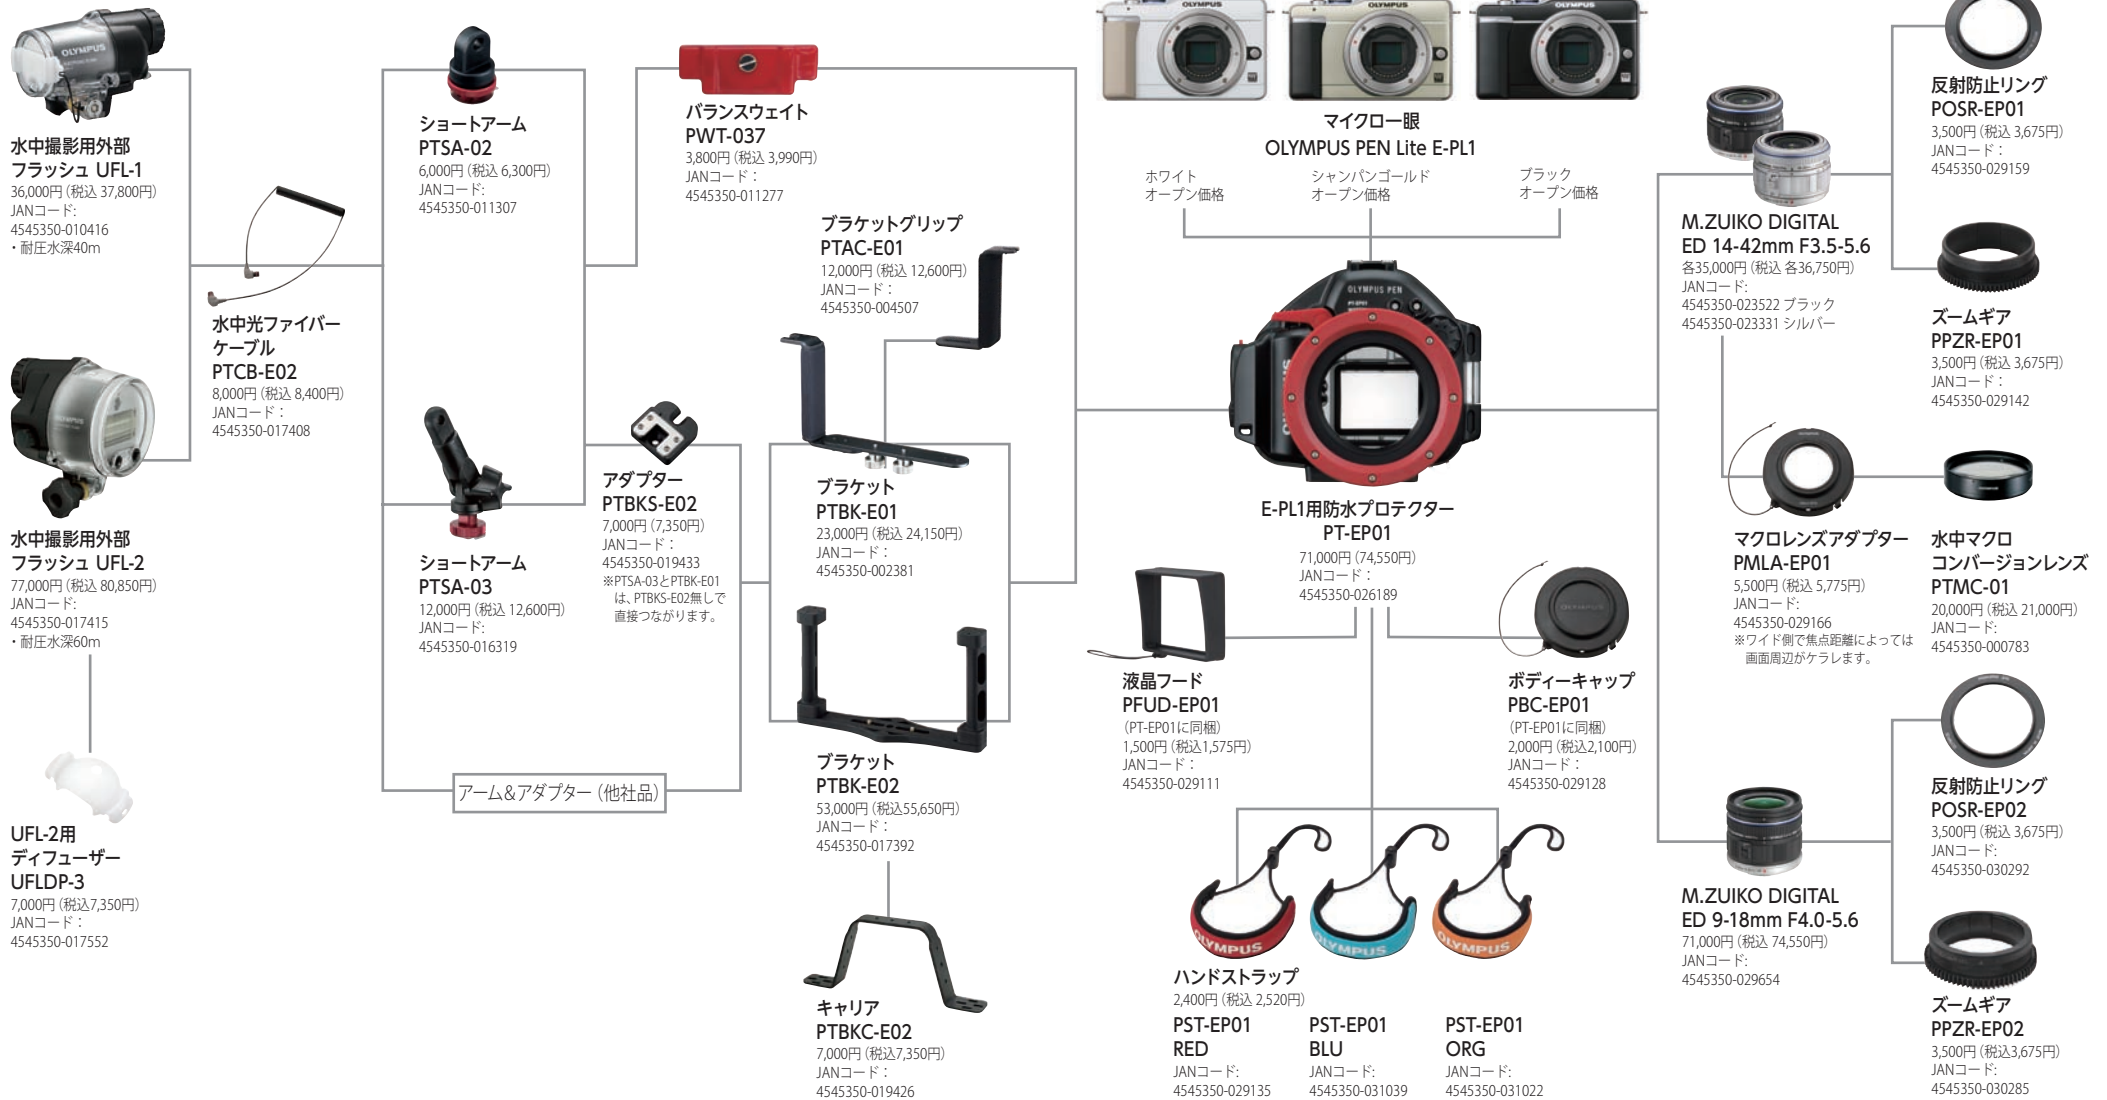 OLYMPUS
水中撮影用外部
フラッシュ UFL-1
36,000円（税込 37,800円）
JANコード:
4545350-010416
・耐圧水深40m
OLYMPUS
水中撮影用外部
フラッシュ UFL-2
77,000円（税込 80,850円）
JANコード:
4545350-017415
・耐圧水深60m
UFL-2用
ディフューザー
UFLDP-3
7,000円（税込7,350円）
JANコード：
4545350-017552
水中光ファイバー
ケーブル
PTCB-E02
8,000円（税込 8,400円）
JANコード：
4545350-017408
ショートアーム
PTSA-02
6,000円（税込 6,300円）
JANコード:
4545350-011307
ショートアーム
PTSA-03
12,000円（税込 12,600円）
JANコード:
4545350-016319
アーム&アダプター（他社品）
アダプター
PTBKS-E02
7,000円（7,350円）
JANコード：
4545350-019433
※PTSA-03とPTBK-E01
は、PTBKS-E02無しで
直接つながります。
バランスウェイト
PWT-037
3,800円（税込 3,990円）
JANコード：
4545350-011277
ブラケットグリップ
PTAC-E01
12,000円（税込 12,600円）
JANコード：
4545350-004507
ブラケット
PTBK-E01
23,000円（税込 24,150円）
JANコード：
4545350-002381
ブラケット
PTBK-E02
53,000円（税込55,650円）
JANコード：
4545350-017392
キャリア
PTBKC-E02
7,000円（税込7,350円）
JANコード：
4545350-019426
OLYMPUS
OLYMPUS
OLYMPUS
マイクロ一眼
OLYMPUS PEN Lite E-PL1
ホワイト
オープン価格
シャンパンゴールド
オープン価格
ブラック
オープン価格
OLYMPUS PEN
PT-EP01
E-PL1用防水プロテクター
PT-EP01
71,000円（74,550円）
JANコード：
4545350-026189
液晶フード
PFUD-EP01
（PT-EP01に同梱）
1,500円（税込1,575円）
JANコード：
4545350-029111
OLYMPUS
ボディーキャップ
PBC-EP01
（PT-EP01に同梱）
2,000円（税込2,100円）
JANコード：
4545350-029128
OLYMPUS
OLYMPUS
OLYMPUS
ハンドストラップ
2,400円（税込 2,520円）
PST-EP01
RED
JANコード:
4545350-029135
PST-EP01
BLU
JANコード:
4545350-031039
PST-EP01
ORG
JANコード:
4545350-031022
M.ZUIKO DIGITAL
ED 14-42mm F3.5-5.6
各35,000円（税込 各36,750円）
JANコード:
4545350-023522 ブラック
4545350-023331 シルバー
反射防止リング
POSR-EP01
3,500円（税込 3,675円）
JANコード：
4545350-029159
ズームギア
PPZR-EP01
3,500円（税込 3,675円）
JANコード：
4545350-029142
マクロレンズアダプター
PMLA-EP01
5,500円（税込 5,775円）
JANコード:
4545350-029166
※ワイド側で焦点距離によっては
画面周辺がケラレます。
水中マクロ
コンバージョンレンズ
PTMC-01
20,000円（税込 21,000円）
JANコード:
4545350-000783
M.ZUIKO DIGITAL
ED 9-18mm F4.0-5.6
71,000円（税込 74,550円）
JANコード:
4545350-029654
反射防止リング
POSR-EP02
3,500円（税込 3,675円）
JANコード:
4545350-030292
ズームギア
PPZR-EP02
3,500円（税込3,675円）
JANコード:
4545350-030285